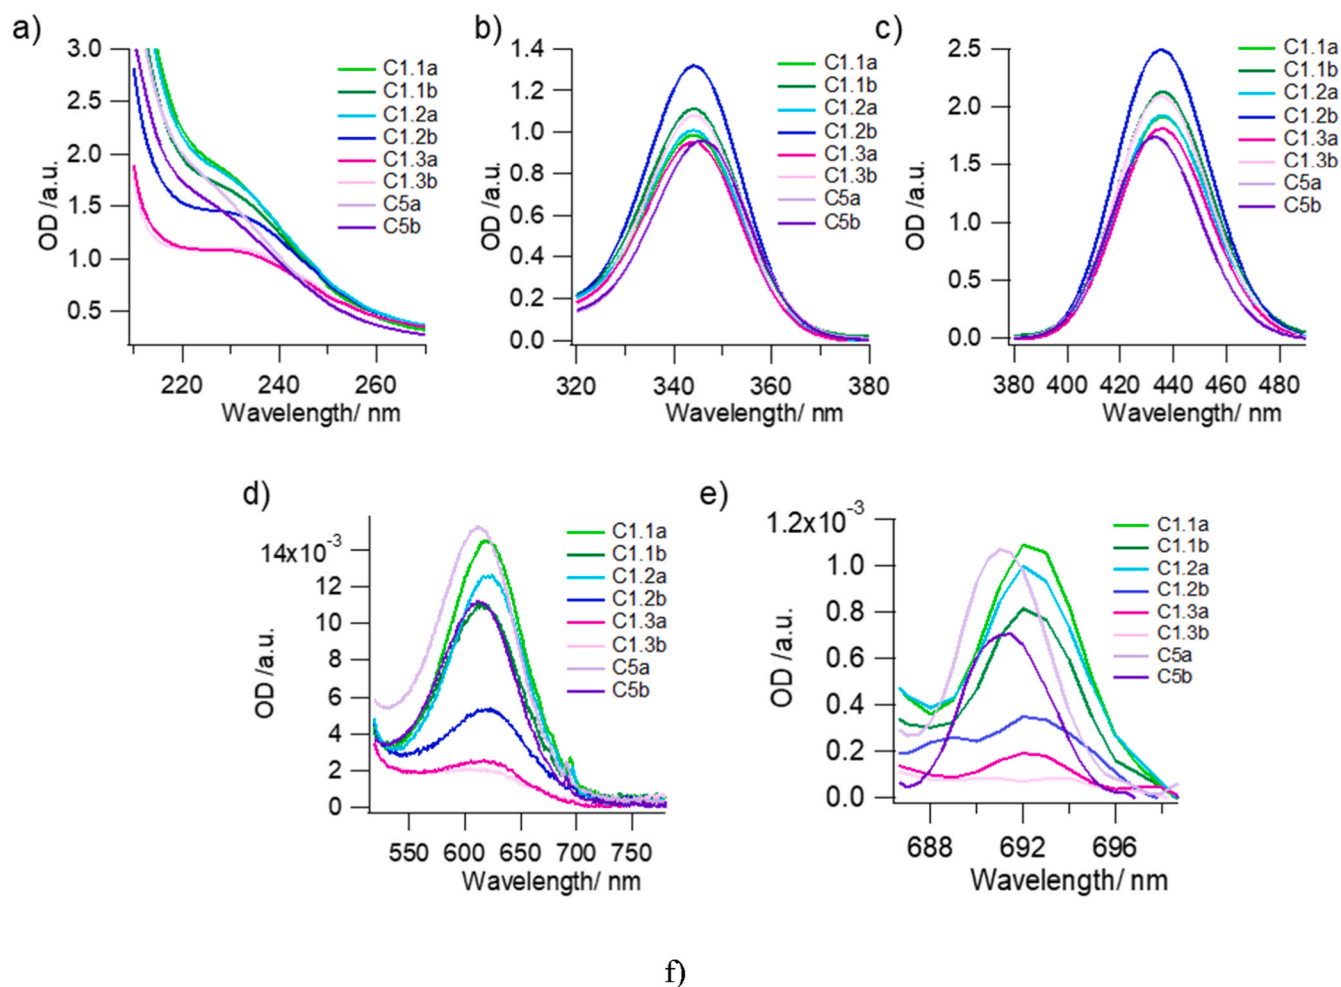 a)
3.0
2.5
2.0
1.5
1.0
0.5
OD /a.u.
220 240 260
Wavelength/ nm
C1.1a
C1.1b
C1.2a
C1.2b
C1.3a
C1.3b
C5a
C5b
b)
1.4
1.2
1.0
0.8
0.6
0.4
0.2
0.0
OD /a.u.
320 340 360 380
Wavelength/ nm
C1.1a
C1.1b
C1.2a
C1.2b
C1.3a
C1.3b
C5a
C5b
c)
2.5
2.0
1.5
1.0
0.5
0.0
OD /a.u.
380 400 420 440 460 480
Wavelength/ nm
C1.1a
C1.1b
C1.2a
C1.2b
C1.3a
C1.3b
C5a
C5b
d)
14x10-3
12
10
8
6
4
2
0
OD /a.u.
550 600 650 700 750
Wavelength/ nm
C1.1a
C1.1b
C1.2a
C1.2b
C1.3a
C1.3b
C5a
C5b
e)
1.2x10-3
1.0
0.8
0.6
0.4
0.2
0.0
OD /a.u.
688 692 696
Wavelength/ nm
C1.1a
C1.1b
C1.2a
C1.2b
C1.3a
C1.3b
C5a
C5b
f)